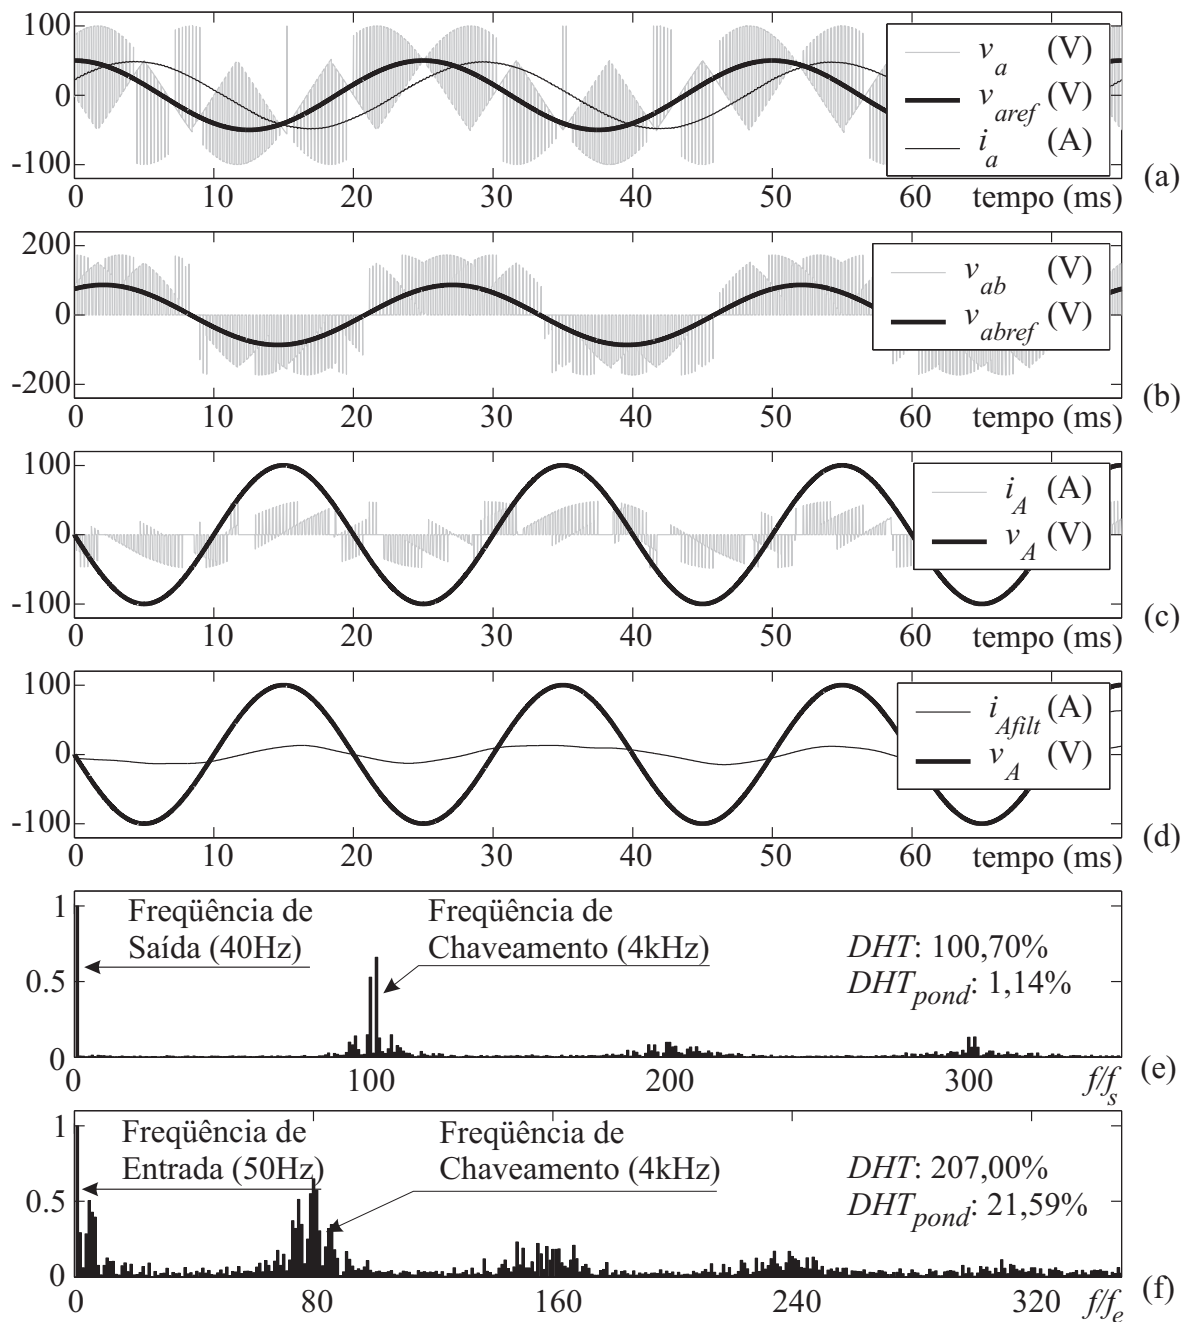 100
0
-100
0 10 20 30 40 50 60 tempo (ms)
v_a (V)
v_aref (V)
i_a (A)
(a)
200
0
-200
0 10 20 30 40 50 60 tempo (ms)
v_ab (V)
v_abref (V)
(b)
100
0
-100
0 10 20 30 40 50 60 tempo (ms)
i_A (A)
v_A (V)
(c)
100
0
-100
0 10 20 30 40 50 60 tempo (ms)
i_Afilt (A)
v_A (V)
(d)
1
0.5
0
Freqüência de
Saída (40Hz)
Freqüência de
Chaveamento (4kHz)
DHT: 100,70%
DHT_pond: 1,14%
0 100 200 300 f/f_s
(e)
1
0.5
0
Freqüência de
Entrada (50Hz)
Freqüência de
Chaveamento (4kHz)
DHT: 207,00%
DHT_pond: 21,59%
0 80 160 240 320 f/f_e
(f)